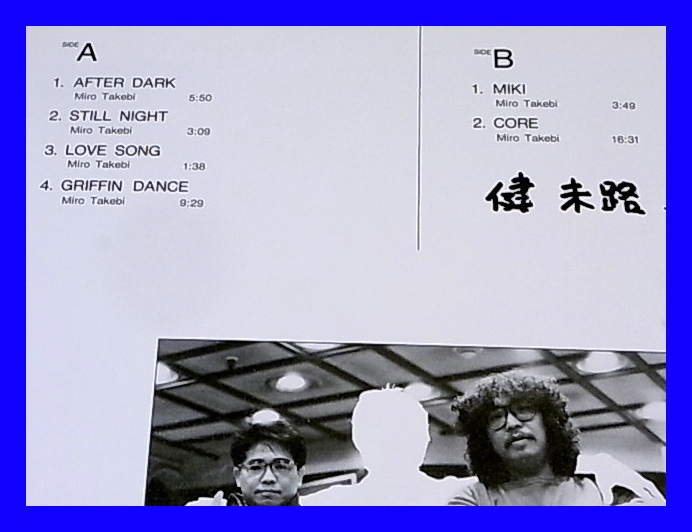 SIDE A
1. AFTER DARK
Miro Takebi 5:50
2. STILL NIGHT
Miro Takebi 3:09
3. LOVE SONG
Miro Takebi 1:38
4. GRIFFIN DANCE
Miro Takebi 9:29
SIDE B
1. MIKI
Miro Takebi 3:49
2. CORE
Miro Takebi 16:31
健 未路